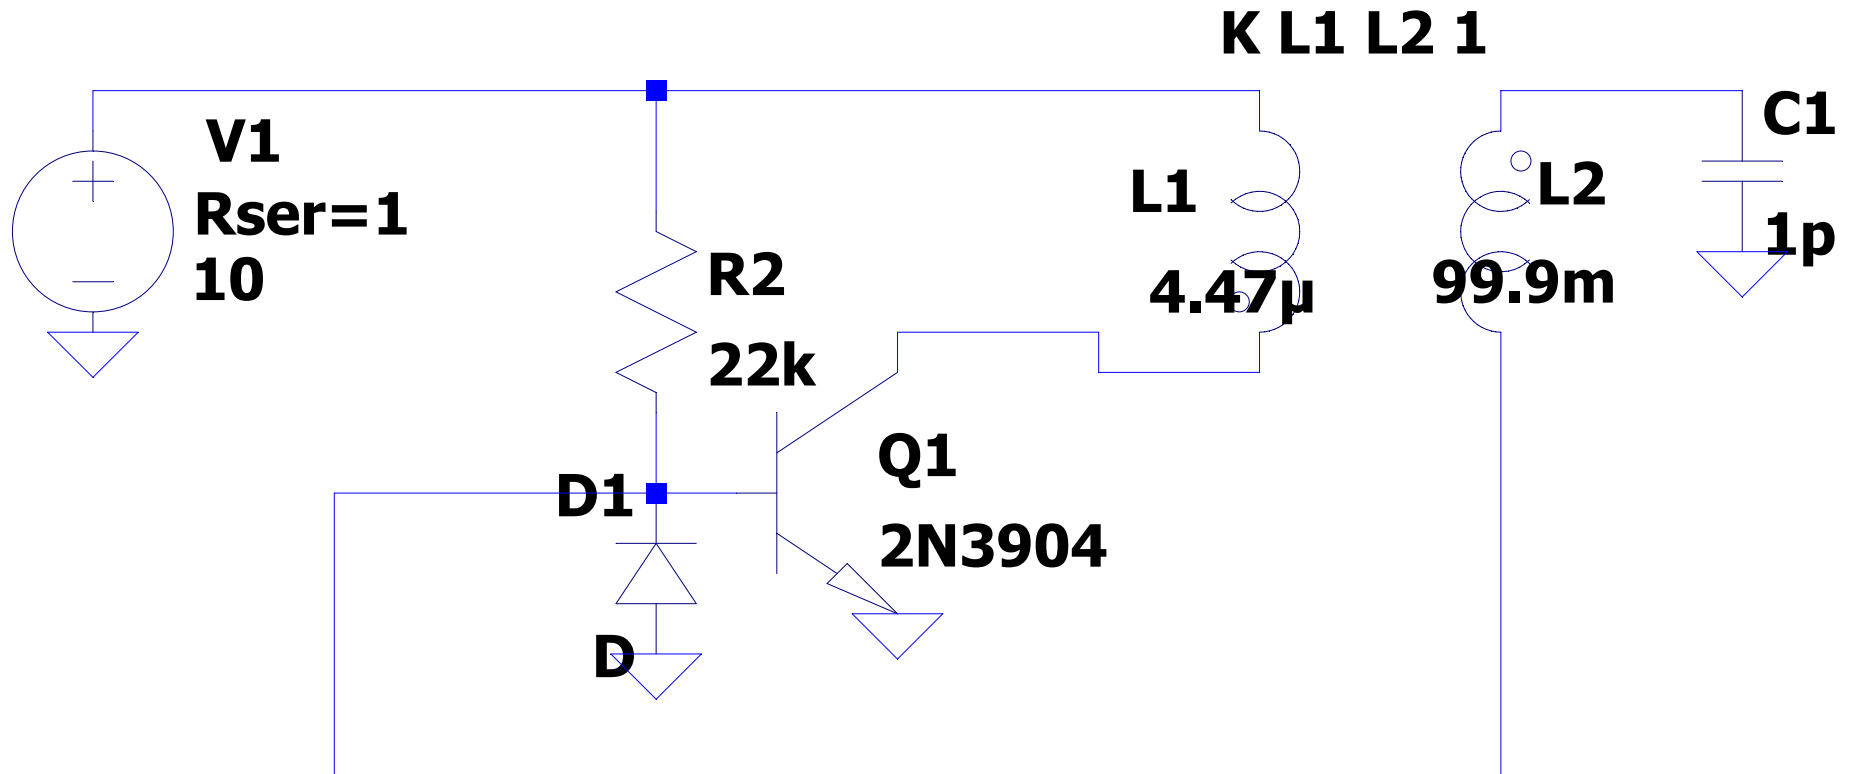 K L1 L2 1
V1
Rser=1
10
R2
22k
L1
4.47µ
L2
99.9m
C1
1p
D1
D
Q1
2N3904